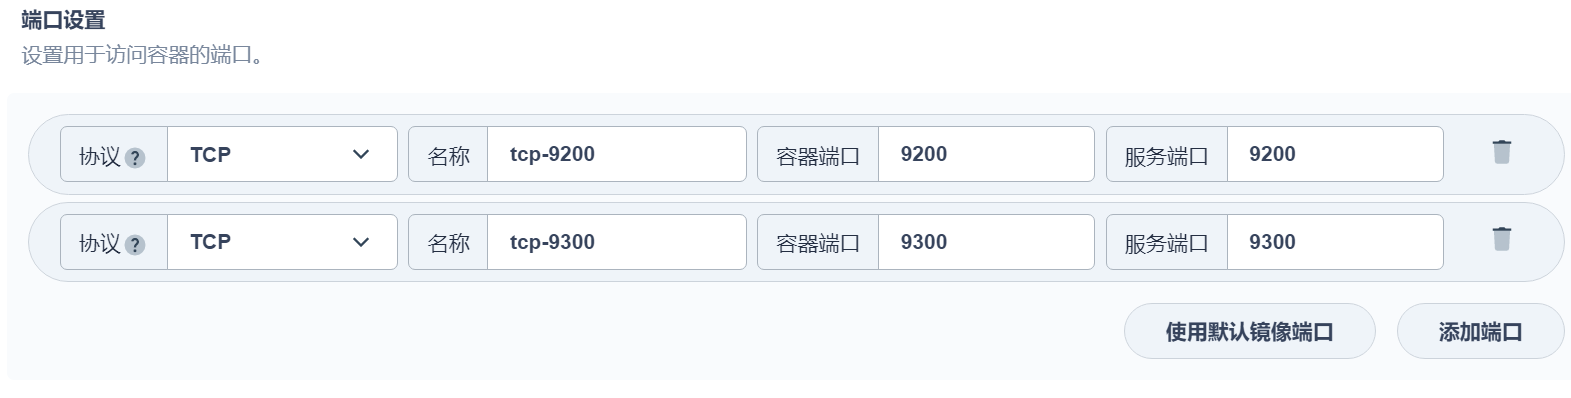 端口设置
设置用于访问容器的端口。
协议 ? TCP 名称 tcp-9200 容器端口 9200 服务端口 9200
协议 ? TCP 名称 tcp-9300 容器端口 9300 服务端口 9300
使用默认镜像端口 添加端口